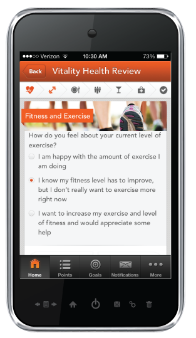 Verizon 10:30 AM 73%
Back Vitality Health Review
Fitness and Exercise
How do you feel about your current level of
exercise?
I am happy with the amount of exercise I
am doing
I know my fitness level has to improve,
but I don't really want to exercise more
right now
I want to increase my exercise and level
of fitness and would appreciate some
help
Home Points Goals Notifications More